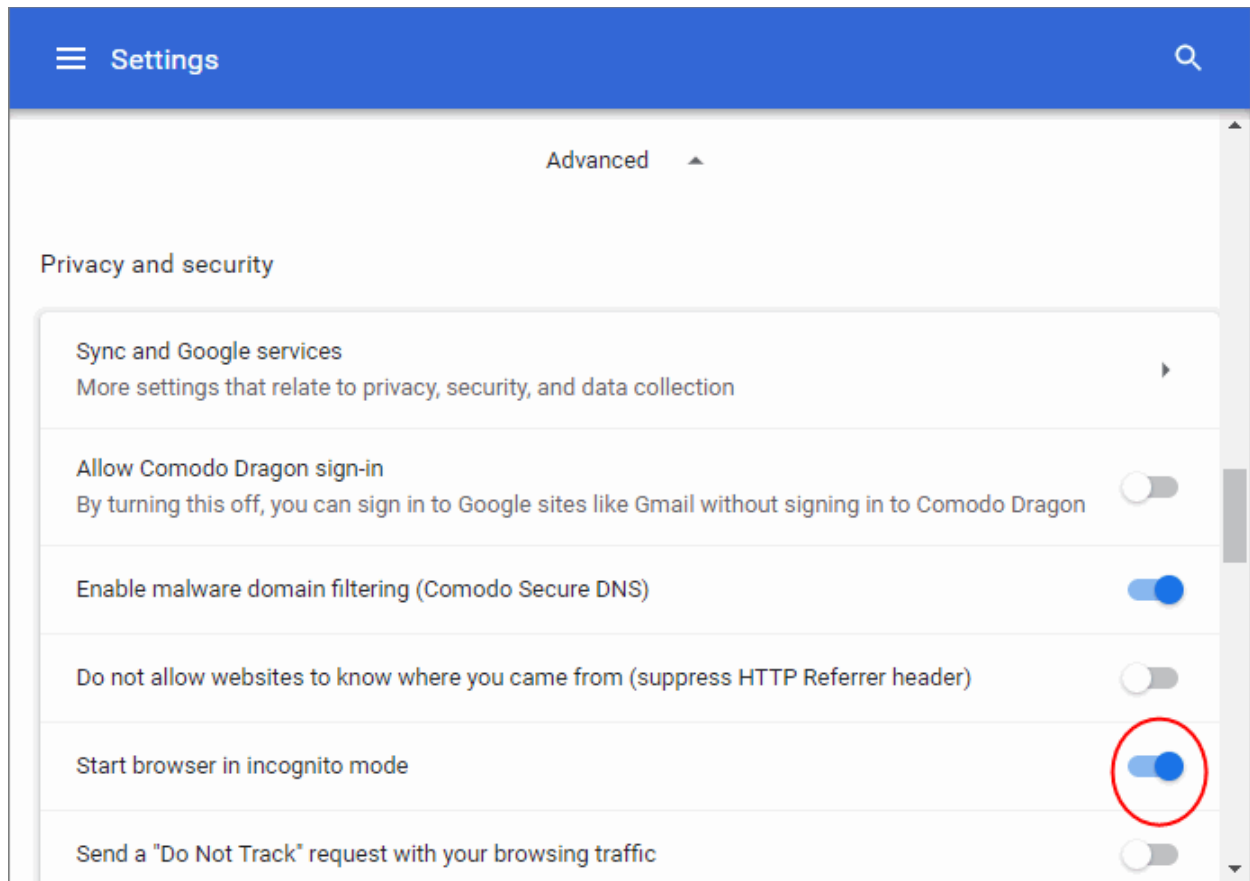 Settings
Advanced
Privacy and security
Sync and Google services
More settings that relate to privacy, security, and data collection
Allow Comodo Dragon sign-in
By turning this off, you can sign in to Google sites like Gmail without signing in to Comodo Dragon
Enable malware domain filtering (Comodo Secure DNS)
Do not allow websites to know where you came from (suppress HTTP Referrer header)
Start browser in incognito mode
Send a "Do Not Track" request with your browsing traffic